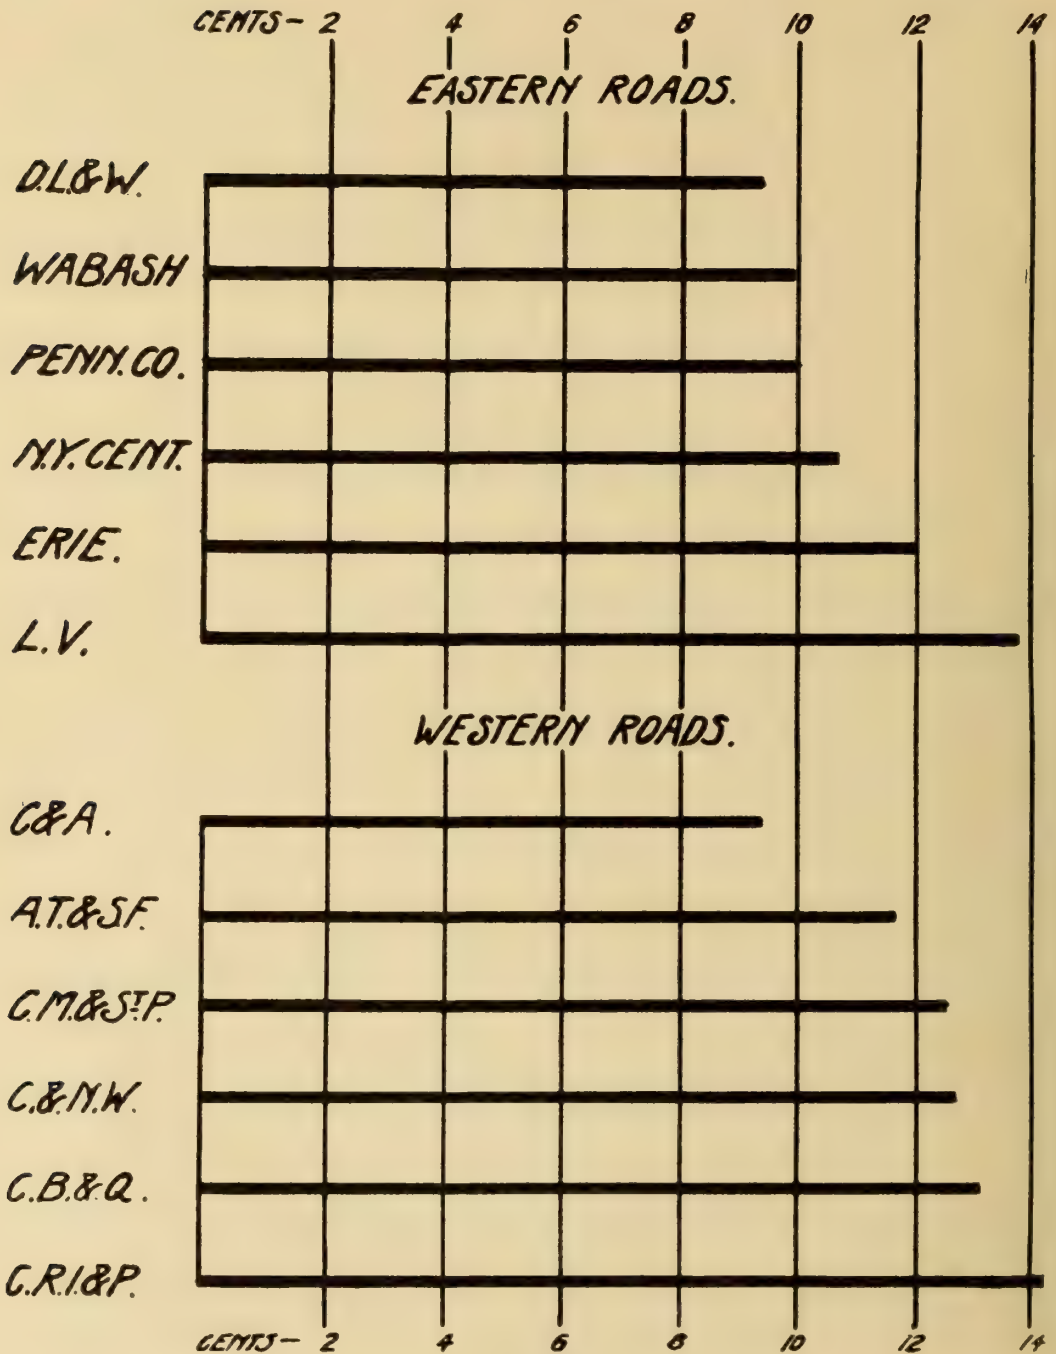 CENTS- 2 4 6 8 10 12 14
EASTERN ROADS.
D.L.&W.
WABASH
PENN.CO.
N.Y.CENT.
ERIE.
L.V.
WESTERN ROADS.
C&A.
A.T.&S.F.
C.M.&ST.P.
C.&N.W.
C.B.&Q.
C.R.I.&P.
CENTS- 2 4 6 8 10 12 14